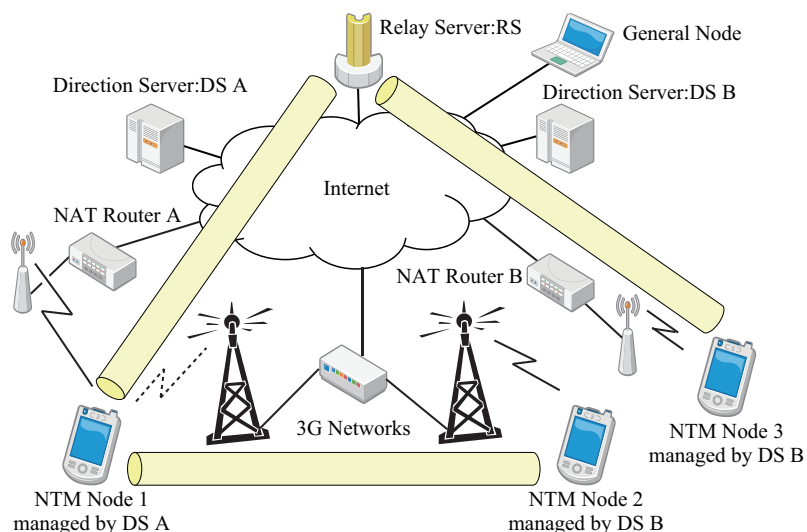 Relay Server:RS
General Node
Direction Server:DS A
Direction Server:DS B
Internet
NAT Router A
NAT Router B
3G Networks
NTM Node 1
managed by DS A
NTM Node 2
managed by DS B
NTM Node 3
managed by DS B